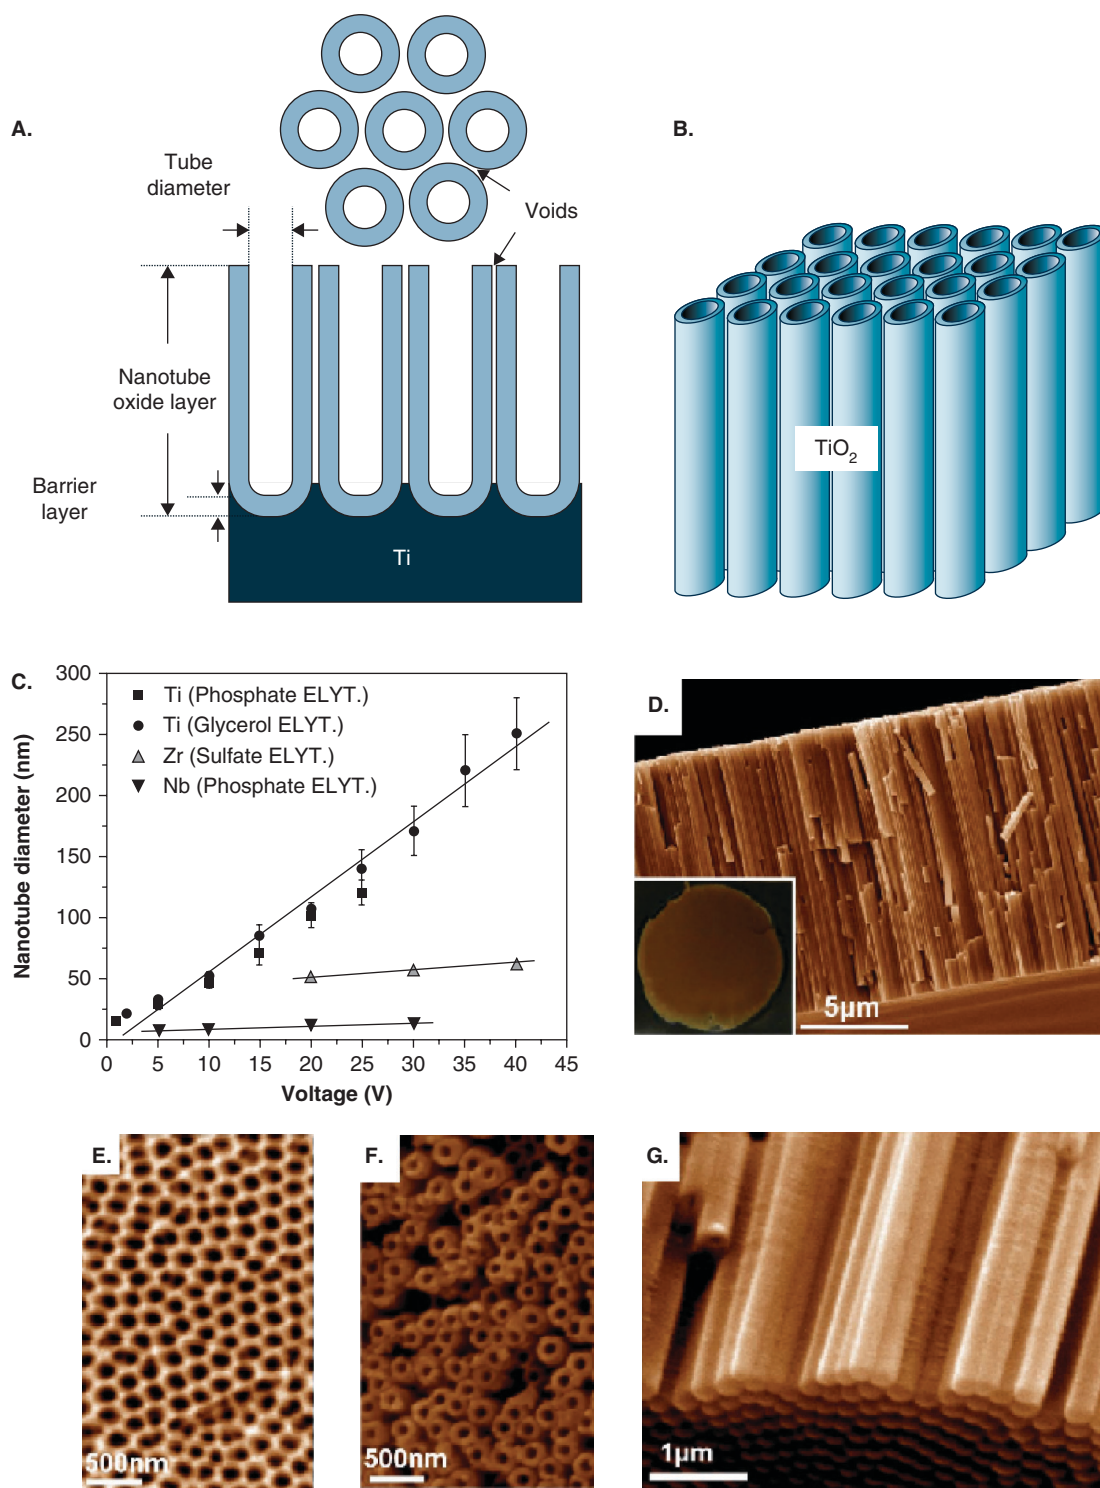 A.
Tube
diameter
Voids
Nanotube
oxide layer
Barrier
layer
Ti
B.
TiO2
C.
Nanotube diameter (nm)
300
250
200
150
100
50
0
Ti (Phosphate ELYT.)
Ti (Glycerol ELYT.)
Zr (Sulfate ELYT.)
Nb (Phosphate ELYT.)
0 5 10 15 20 25 30 35 40 45
Voltage (V)
D.
5µm
E.
500nm
F.
500nm
G.
1µm